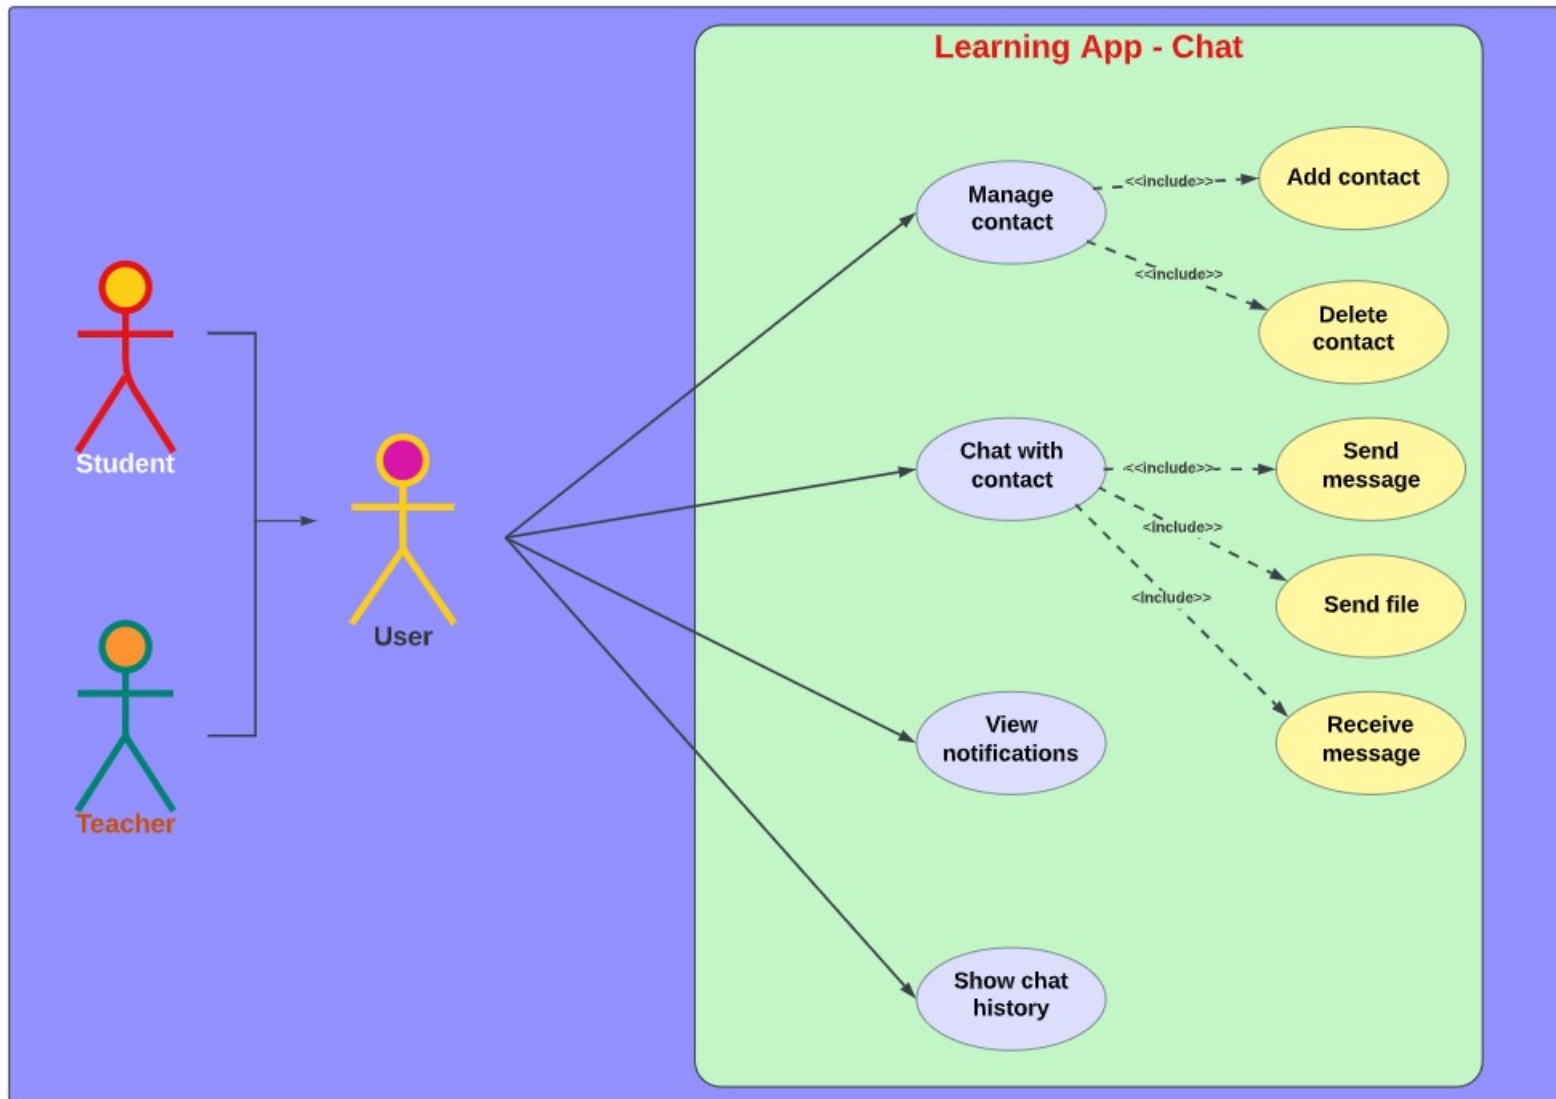 Learning App - Chat
Manage
contact
<<include>>
Add contact
<<include>>
Delete
contact
Student
Chat with
contact
<<include>>
Send
message
<Include>>
Send file
<Include>>
Receive
message
User
View
notifications
Teacher
Show chat
history